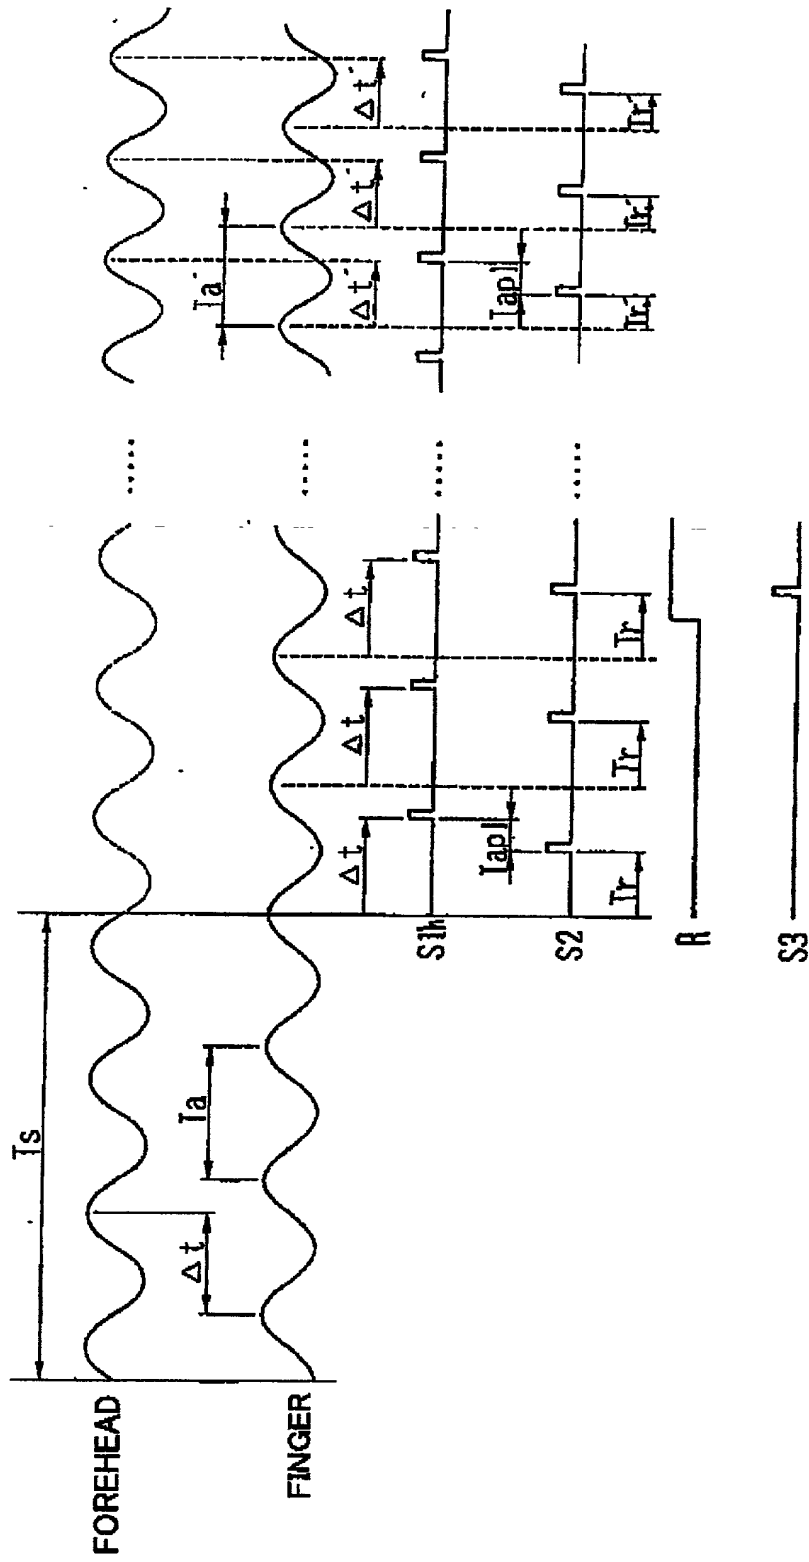 Ts
FOREHEAD
Δt
Ta
Ta
FINGER
Δt
Δt
Δt
Δt'
Δt'
Δt'
S1h
Tapl
Tapl
S2
Tr
Tr
Tr
Tr'
Tr'
Tr'
R
S3